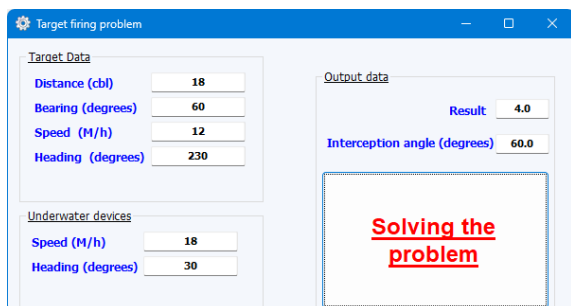 Target firing problem
Target Data
Distance (cbl) 18
Bearing (degrees) 60
Speed (M/h) 12
Heading (degrees) 230
Underwater devices
Speed (M/h) 18
Heading (degrees) 30
Output data
Result 4.0
Interception angle (degrees) 60.0
Solving the
problem